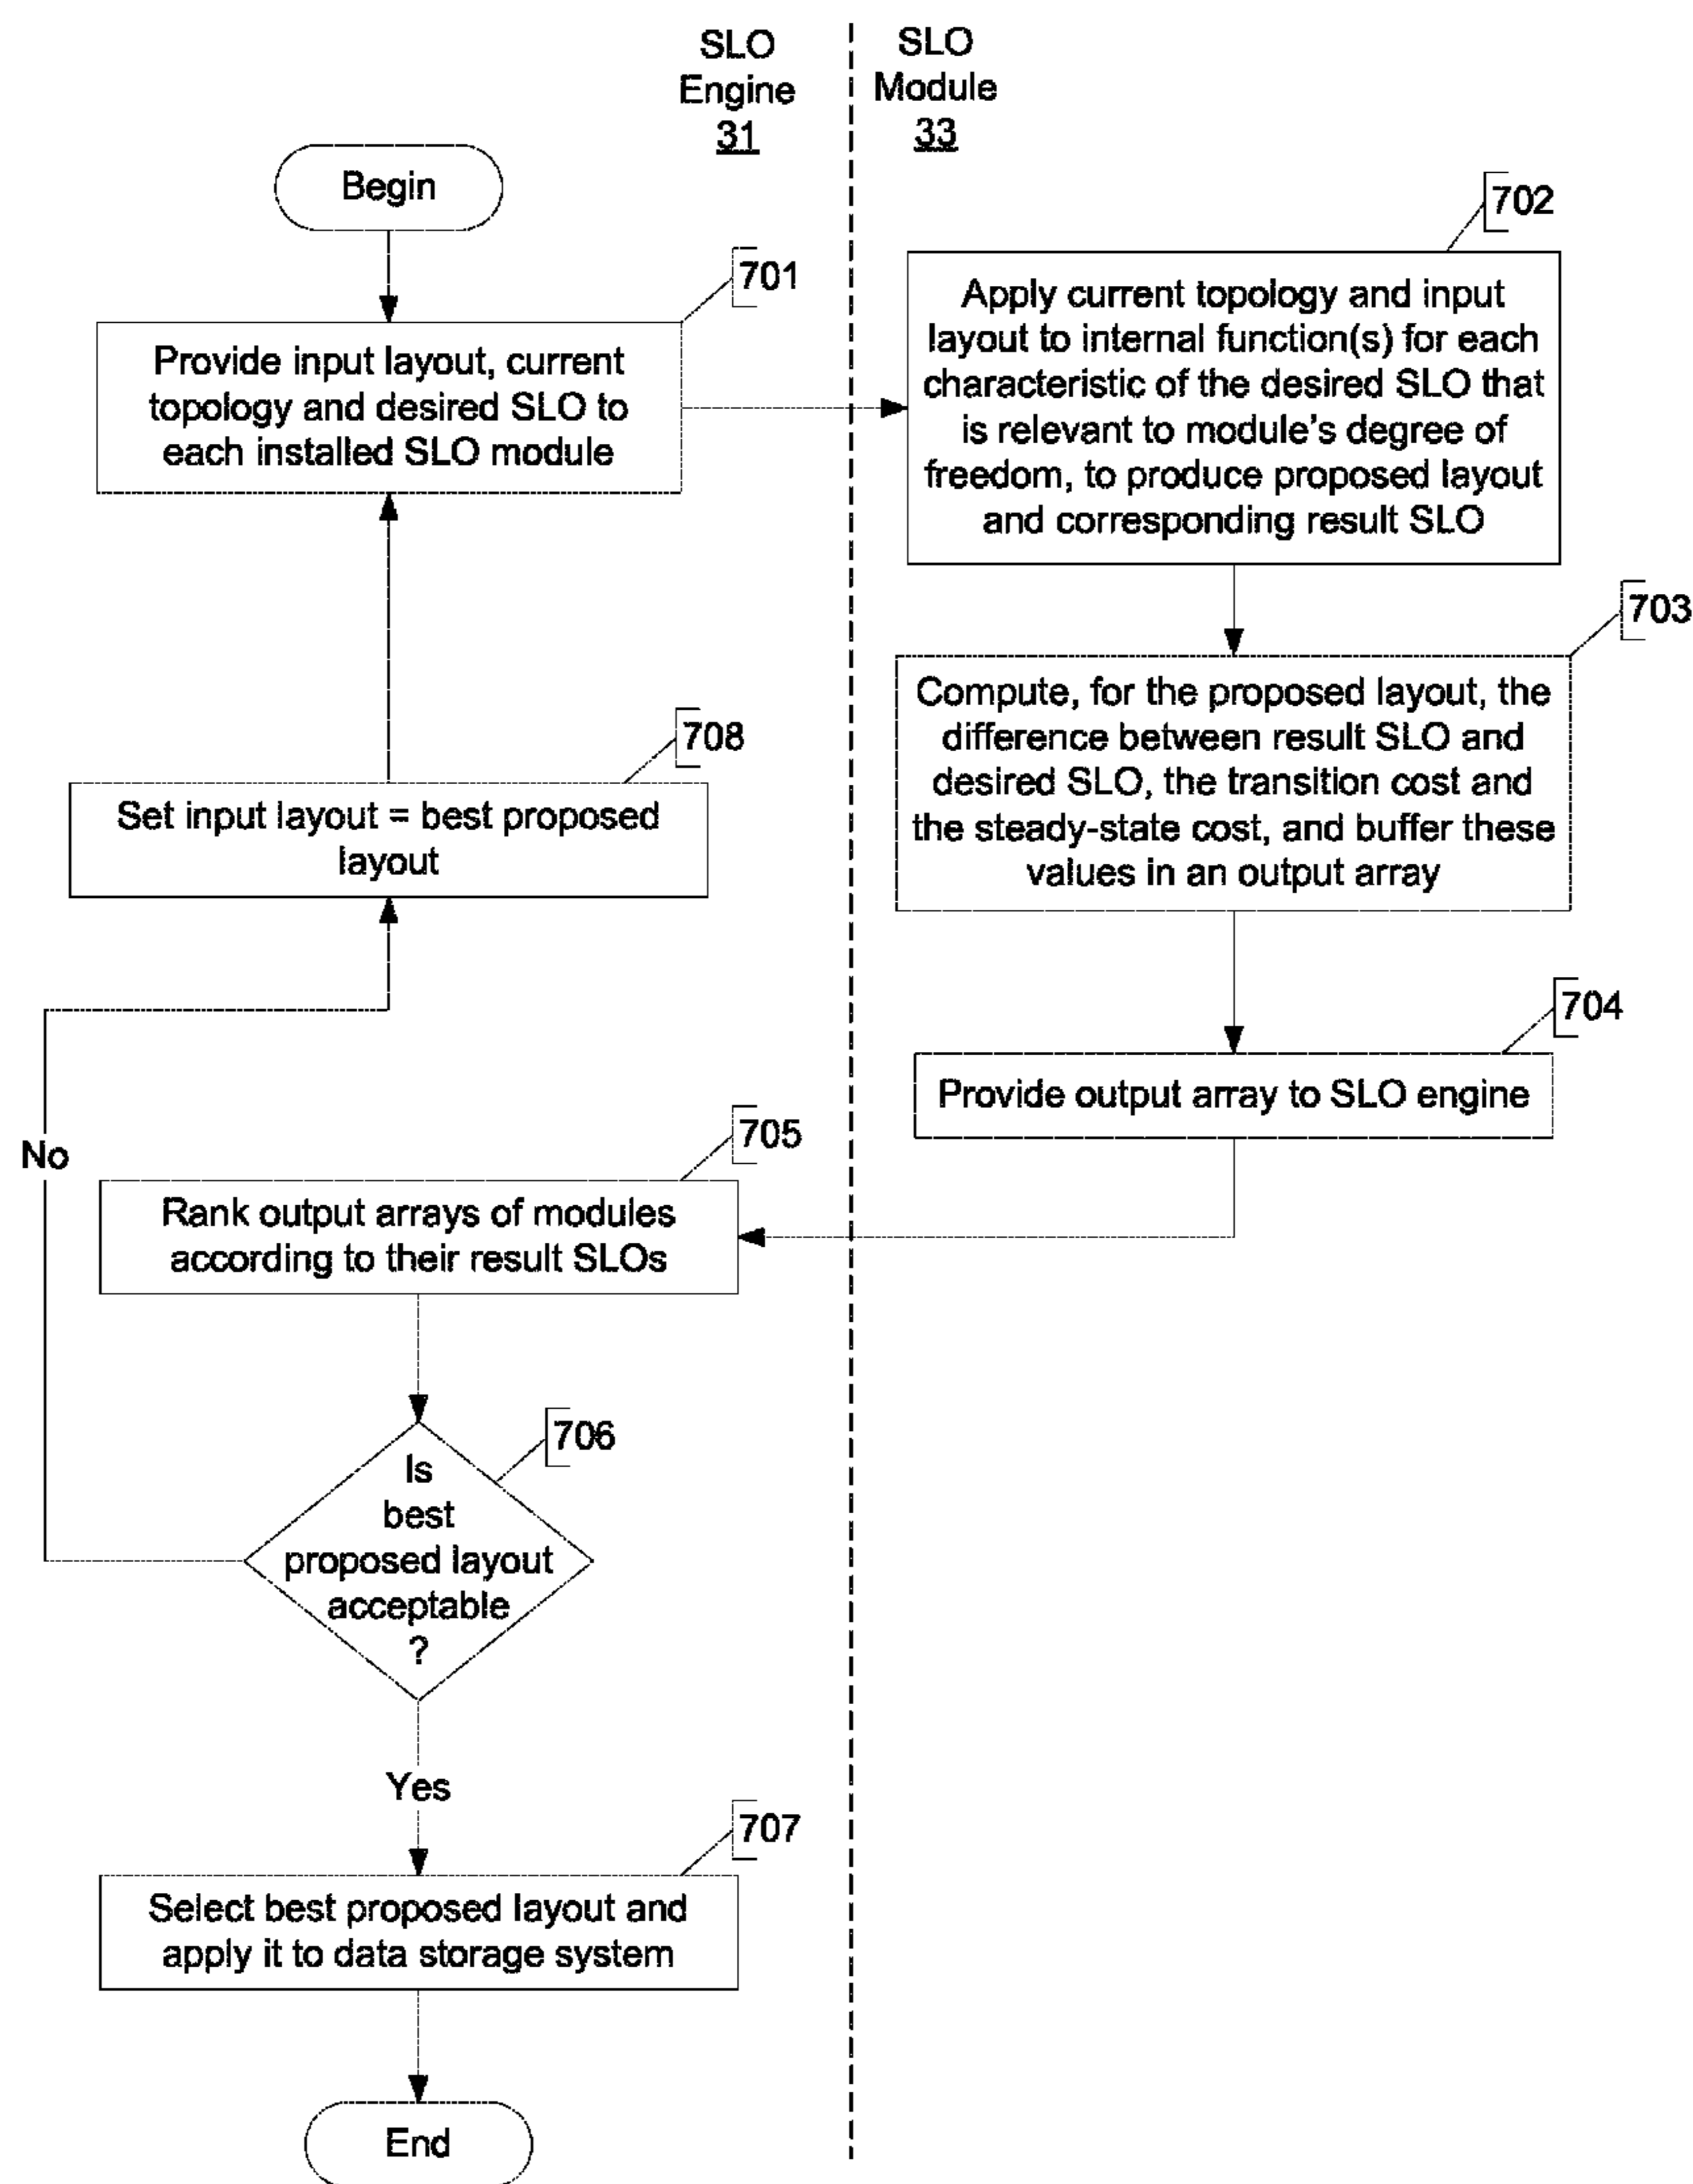 SLO
Engine
31
SLO
Module
33
Begin
701
Provide input layout, current
topology and desired SLO to
each installed SLO module
702
Apply current topology and input
layout to internal function(s) for each
characteristic of the desired SLO that
is relevant to module's degree of
freedom, to produce proposed layout
and corresponding result SLO
703
Compute, for the proposed layout, the
difference between result SLO and
desired SLO, the transition cost and
the steady-state cost, and buffer these
values in an output array
708
Set input layout = best proposed
layout
704
Provide output array to SLO engine
No
705
Rank output arrays of modules
according to their result SLOs
706
Is
best
proposed layout
acceptable
?
Yes
707
Select best proposed layout and
apply it to data storage system
End